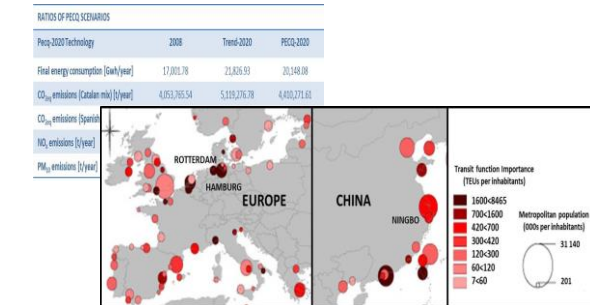 RATIOS OF PECQ SCENARIOS
Pecq-2020 Technology 2008 Trend-2020 PECQ-2020
Final energy consumption [Gwh/year] 17,001.78 21,826.93 20,148.08
CO2eq emissions (Catalan mix) [t/year] 4,053,765.54 5,119,276.78 4,410,271.61
CO2eq emissions (Spanish
NOx emissions [t/year]
PM10 emissions [t/year]
ROTTERDAM
HAMBURG
EUROPE
CHINA
NINGBO
Transit function Importance
(TEUs per inhabitants)
1600<8465
700<1600
420<700
300<420
120<300
60<120
7<60
Metropolitan population
(000s per inhabitants)
31 140
201